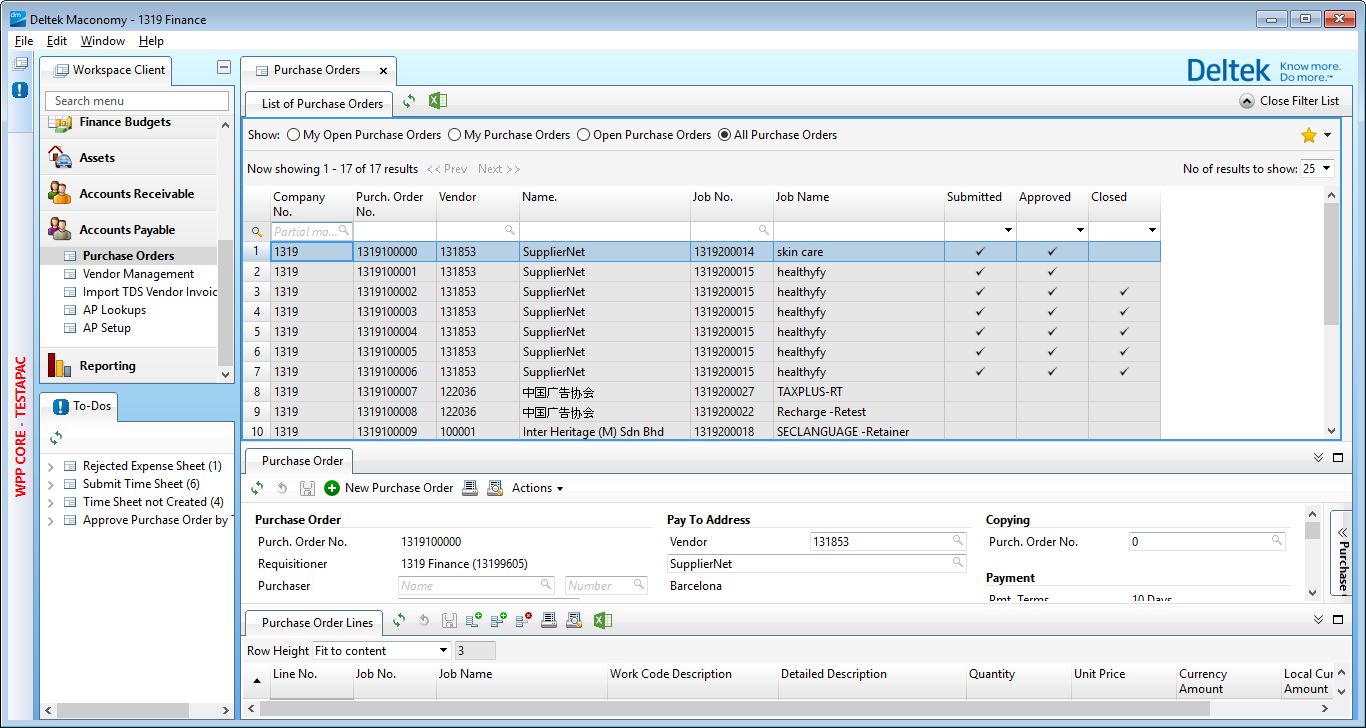 Deltek Maconomy - 1319 Finance
File Edit Window Help
Workspace Client
Search menu
Finance Budgets
Assets
Accounts Receivable
Accounts Payable
Purchase Orders
Vendor Management
Import TDS Vendor Invoic
AP Lookups
AP Setup
Reporting
WPP CORE - TESTAPAC
To-Dos
Rejected Expense Sheet (1)
Submit Time Sheet (6)
Time Sheet not Created (4)
Approve Purchase Order by
Purchase Orders
Deltek Know more.
Do more.™
List of Purchase Orders
Close Filter List
Show: My Open Purchase Orders My Purchase Orders Open Purchase Orders All Purchase Orders
Now showing 1 - 17 of 17 results << Prev Next >>
No of results to show: 25
Company No. Purch. Order No. Vendor Name. Job No. Job Name Submitted Approved Closed
Partial ma...
1 1319 1319100000 131853 SupplierNet 1319200014 skin care ✓ ✓
2 1319 1319100001 131853 SupplierNet 1319200015 healthyfy ✓ ✓
3 1319 1319100002 131853 SupplierNet 1319200015 healthyfy ✓ ✓ ✓
4 1319 1319100003 131853 SupplierNet 1319200015 healthyfy ✓ ✓ ✓
5 1319 1319100004 131853 SupplierNet 1319200015 healthyfy ✓ ✓ ✓
6 1319 1319100005 131853 SupplierNet 1319200015 healthyfy ✓ ✓ ✓
7 1319 1319100006 131853 SupplierNet 1319200015 healthyfy ✓ ✓ ✓
8 1319 1319100007 122036 中国广告协会 1319200027 TAXPLUS-RT
9 1319 1319100008 122036 中国广告协会 1319200022 Recharge -Retest
10 1319 1319100009 100001 Inter Heritage (M) Sdn Bhd 1319200018 SECLANGUAGE -Retainer
Purchase Order
New Purchase Order Actions
Purchase Order
Purch. Order No. 1319100000
Requisitioner 1319 Finance (13199605)
Purchaser Name Number
Pay To Address
Vendor 131853
SupplierNet
Barcelona
Copying
Purch. Order No. 0
Payment
Pmt. Terms 10 Days
Purchase
Purchase Order Lines
Row Height Fit to content 3
Line No. Job No. Job Name Work Code Description Detailed Description Quantity Unit Price Currency Amount Local Cur Amount